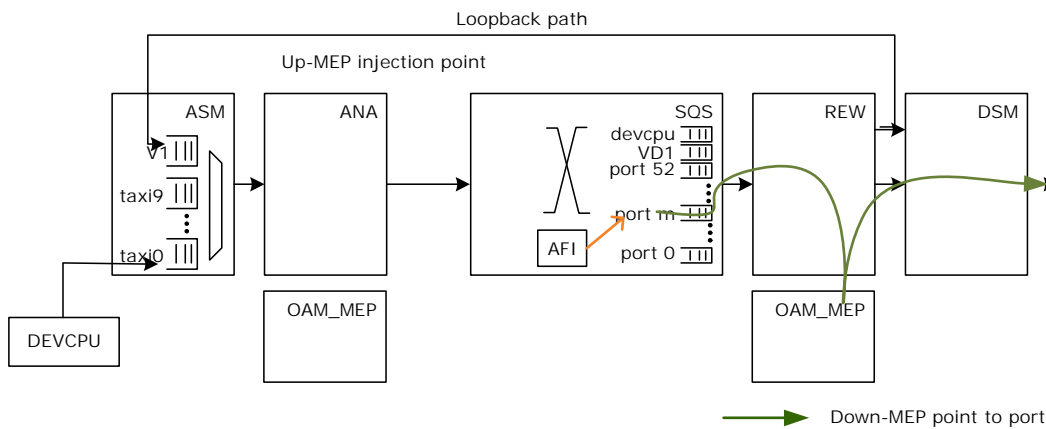 Loopback path
Up-MEP injection point
ASM
ANA
SQS
REW
DSM
V1
taxi9
taxi0
devcpu
VD1
port 52
port m
port 0
AFI
DEVCPU
OAM_MEP
OAM_MEP
Down-MEP point to port